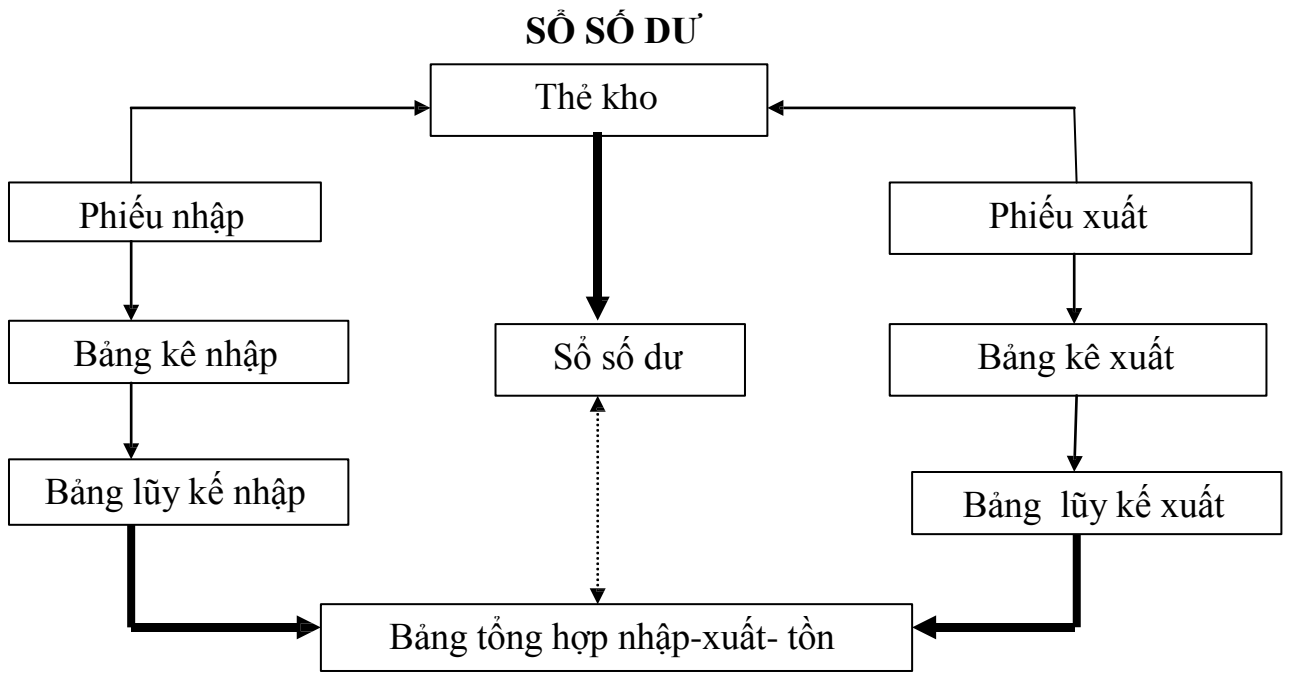 SỔ SỐ DƯ
Thẻ kho
Phiếu nhập
Phiếu xuất
Bảng kê nhập
Sổ số dư
Bảng kê xuất
Bảng lũy kế nhập
Bảng lũy kế xuất
Bảng tổng hợp nhập-xuất- tồn